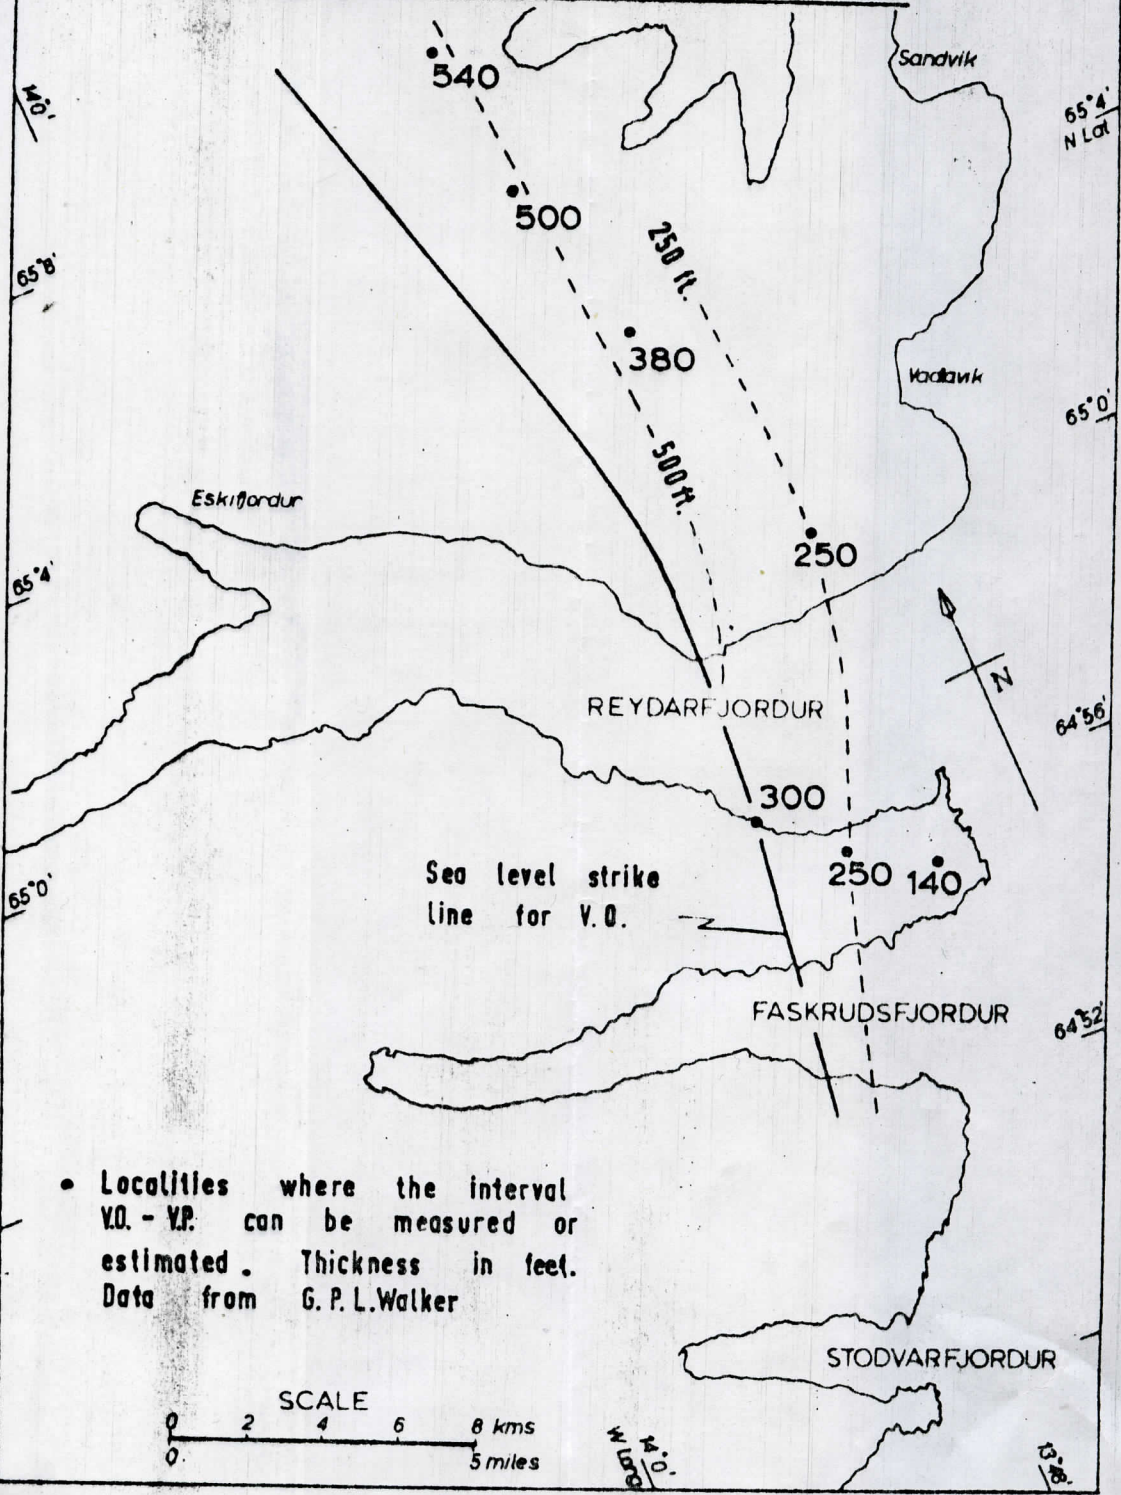 Sandvik
540
14°0'
65°4'
N Lat
500
250 ft.
65°8'
380
Vadlavik
65°0'
500 ft.
Eskifjordur
250
65°4'
N
REYDARFJORDUR
64°56'
300
Sea level strike
line for V.O.
250 140
65°0'
FASKRUDSFJORDUR
64°52'
• Localities where the interval
V.O. - V.P. can be measured or
estimated. Thickness in feet.
Data from G. P. L. Walker
STODVARFJORDUR
SCALE
0 2 4 6 8 kms
0. 5 miles
14°0'
W Long
13°48'